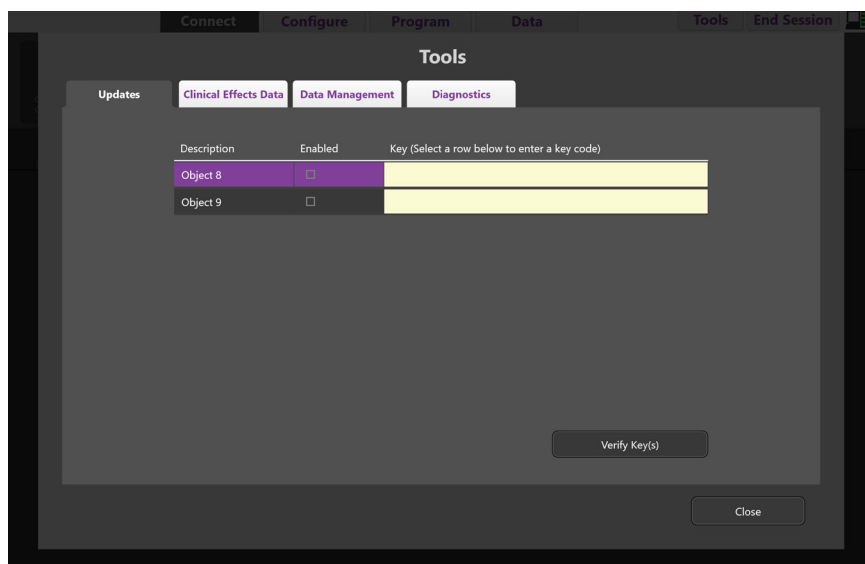 Connect Configure Program Data Tools End Session
Tools
Updates Clinical Effects Data Data Management Diagnostics
Description Enabled Key (Select a row below to enter a key code)
Object 8
Object 9
Verify Key(s)
Close